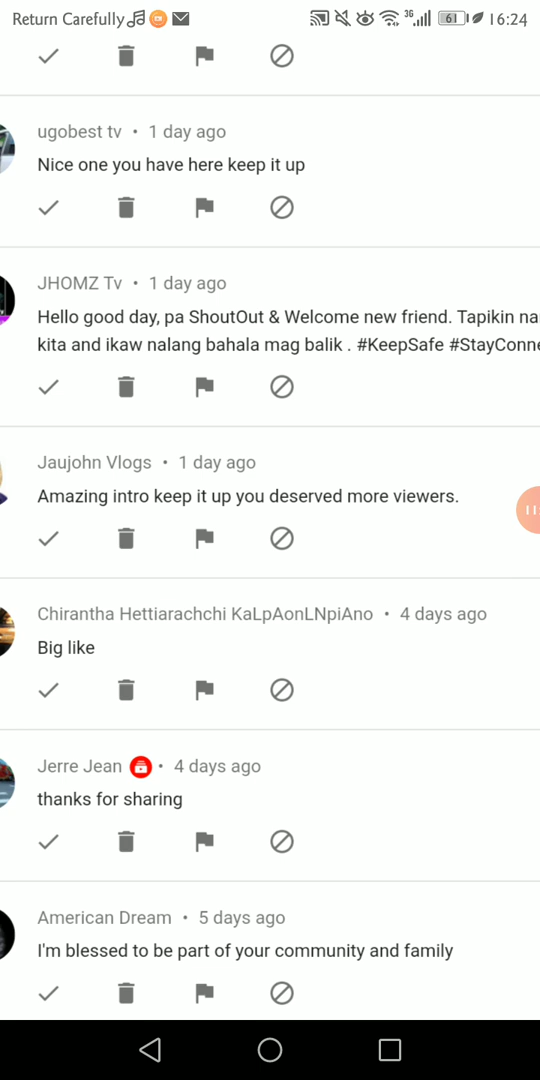 Return Carefully
3G
61
16:24
ugobest tv • 1 day ago
Nice one you have here keep it up
JHOMZ Tv • 1 day ago
Hello good day, pa ShoutOut & Welcome new friend. Tapikin
kita and ikaw nalang bahala mag balik . #KeepSafe
Jaujohn Vlogs • 1 day ago
Amazing intro keep it up you deserved more viewers.
Chirantha Hettiarachchi KaLpAonLNpiAno • 4 days ago
Big like
Jerre Jean • 4 days ago
thanks for sharing
American Dream • 5 days ago
I'm blessed to be part of your community and family